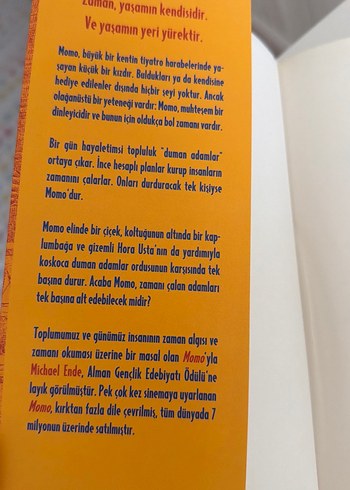 Zaman, yaşamın kendisidir.
Ve yaşamın yeri yürektir.
Momo, büyük bir kentin tiyatro harabelerinde ya-
şayan küçük bir kızdır. Buldukları ya da kendisine
hediye edilenler dışında hiçbir şeyi yoktur. Ancak
olağanüstü bir yeteneği vardır: Momo, muhteşem bir
dinleyicidir ve bunun için oldukça bol zamanı vardır.
Bir gün hayaletimsi topluluk "duman adamlar"
ortaya çıkar. İnce hesaplı planlar kurup insanların
zamanını çalarlar. Onları durduracak tek kişiyse
Momo'dur.
Momo elinde bir çiçek, koltuğunun altında bir kap-
lumbağa ve gizemli Hora Usta'nın da yardımıyla
koskoca duman adamlar ordusunun karşısında tek
başına durur. Acaba Momo, zamanı çalan adamları
tek başına alt edebilecek midir?
Toplumumuz ve günümüz insanının zaman algısı ve
zamanı okuması üzerine bir masal olan Momo'yla
Michael Ende, Alman Gençlik Edebiyatı Ödülü'ne
layık görülmüştür. Pek çok kez sinemaya uyarlanan
Momo, kırktan fazla dile çevrilmiş, tüm dünyada 7
milyonun üzerinde satılmıştır.